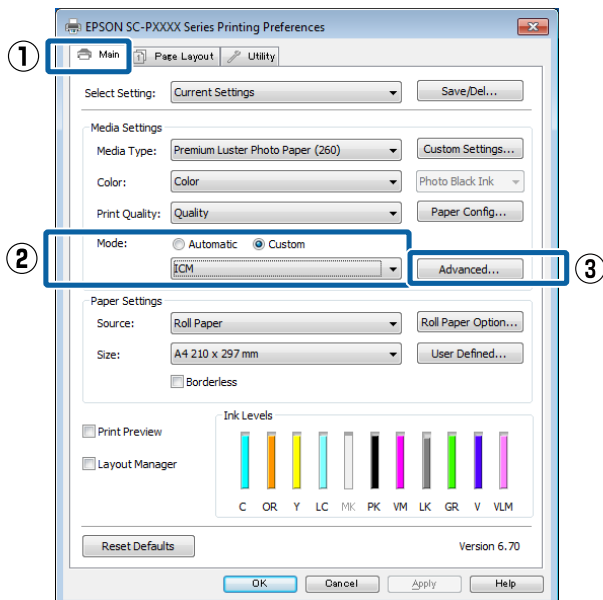 EPSON SC-PXXXX Series Printing Preferences
① Main Page Layout Utility
Select Setting: Current Settings Save/Del...
Media Settings
Media Type: Premium Luster Photo Paper (260) Custom Settings...
Color: Color Photo Black Ink
Print Quality: Quality Paper Config...
② Mode: Automatic Custom
ICM Advanced... ③
Paper Settings
Source: Roll Paper Roll Paper Option...
Size: A4 210 x 297 mm User Defined...
Borderless
Ink Levels
Print Preview
Layout Manager
C OR Y LC MK PK VM LK GR V VLM
Reset Defaults Version 6.70
OK Cancel Apply Help